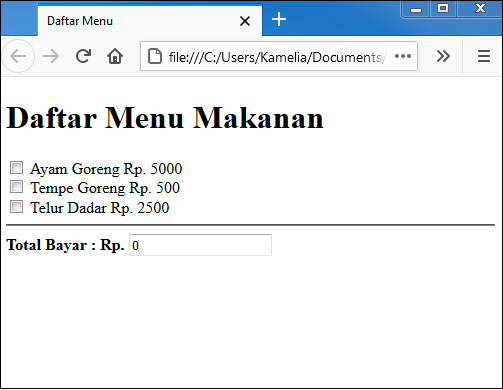 Daftar Menu
file:///C:/Users/Kamelia/Documents/
Daftar Menu Makanan
Ayam Goreng Rp. 5000
Tempe Goreng Rp. 500
Telur Dadar Rp. 2500
Total Bayar : Rp. 0